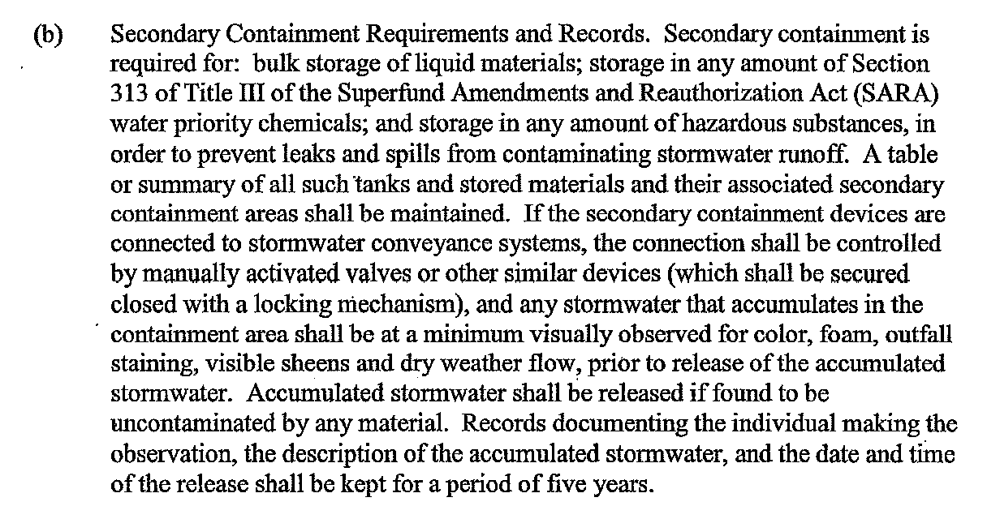 (b) Secondary Containment Requirements and Records. Secondary containment is
required for: bulk storage of liquid materials; storage in any amount of Section
313 of Title III of the Superfund Amendments and Reauthorization Act (SARA)
water priority chemicals; and storage in any amount of hazardous substances, in
order to prevent leaks and spills from contaminating stormwater runoff. A table
or summary of all such tanks and stored materials and their associated secondary
containment areas shall be maintained. If the secondary containment devices are
connected to stormwater conveyance systems, the connection shall be controlled
by manually activated valves or other similar devices (which shall be secured
closed with a locking mechanism), and any stormwater that accumulates in the
containment area shall be at a minimum visually observed for color, foam, outfall
staining, visible sheens and dry weather flow, prior to release of the accumulated
stormwater. Accumulated stormwater shall be released if found to be
uncontaminated by any material. Records documenting the individual making the
observation, the description of the accumulated stormwater, and the date and time
of the release shall be kept for a period of five years.